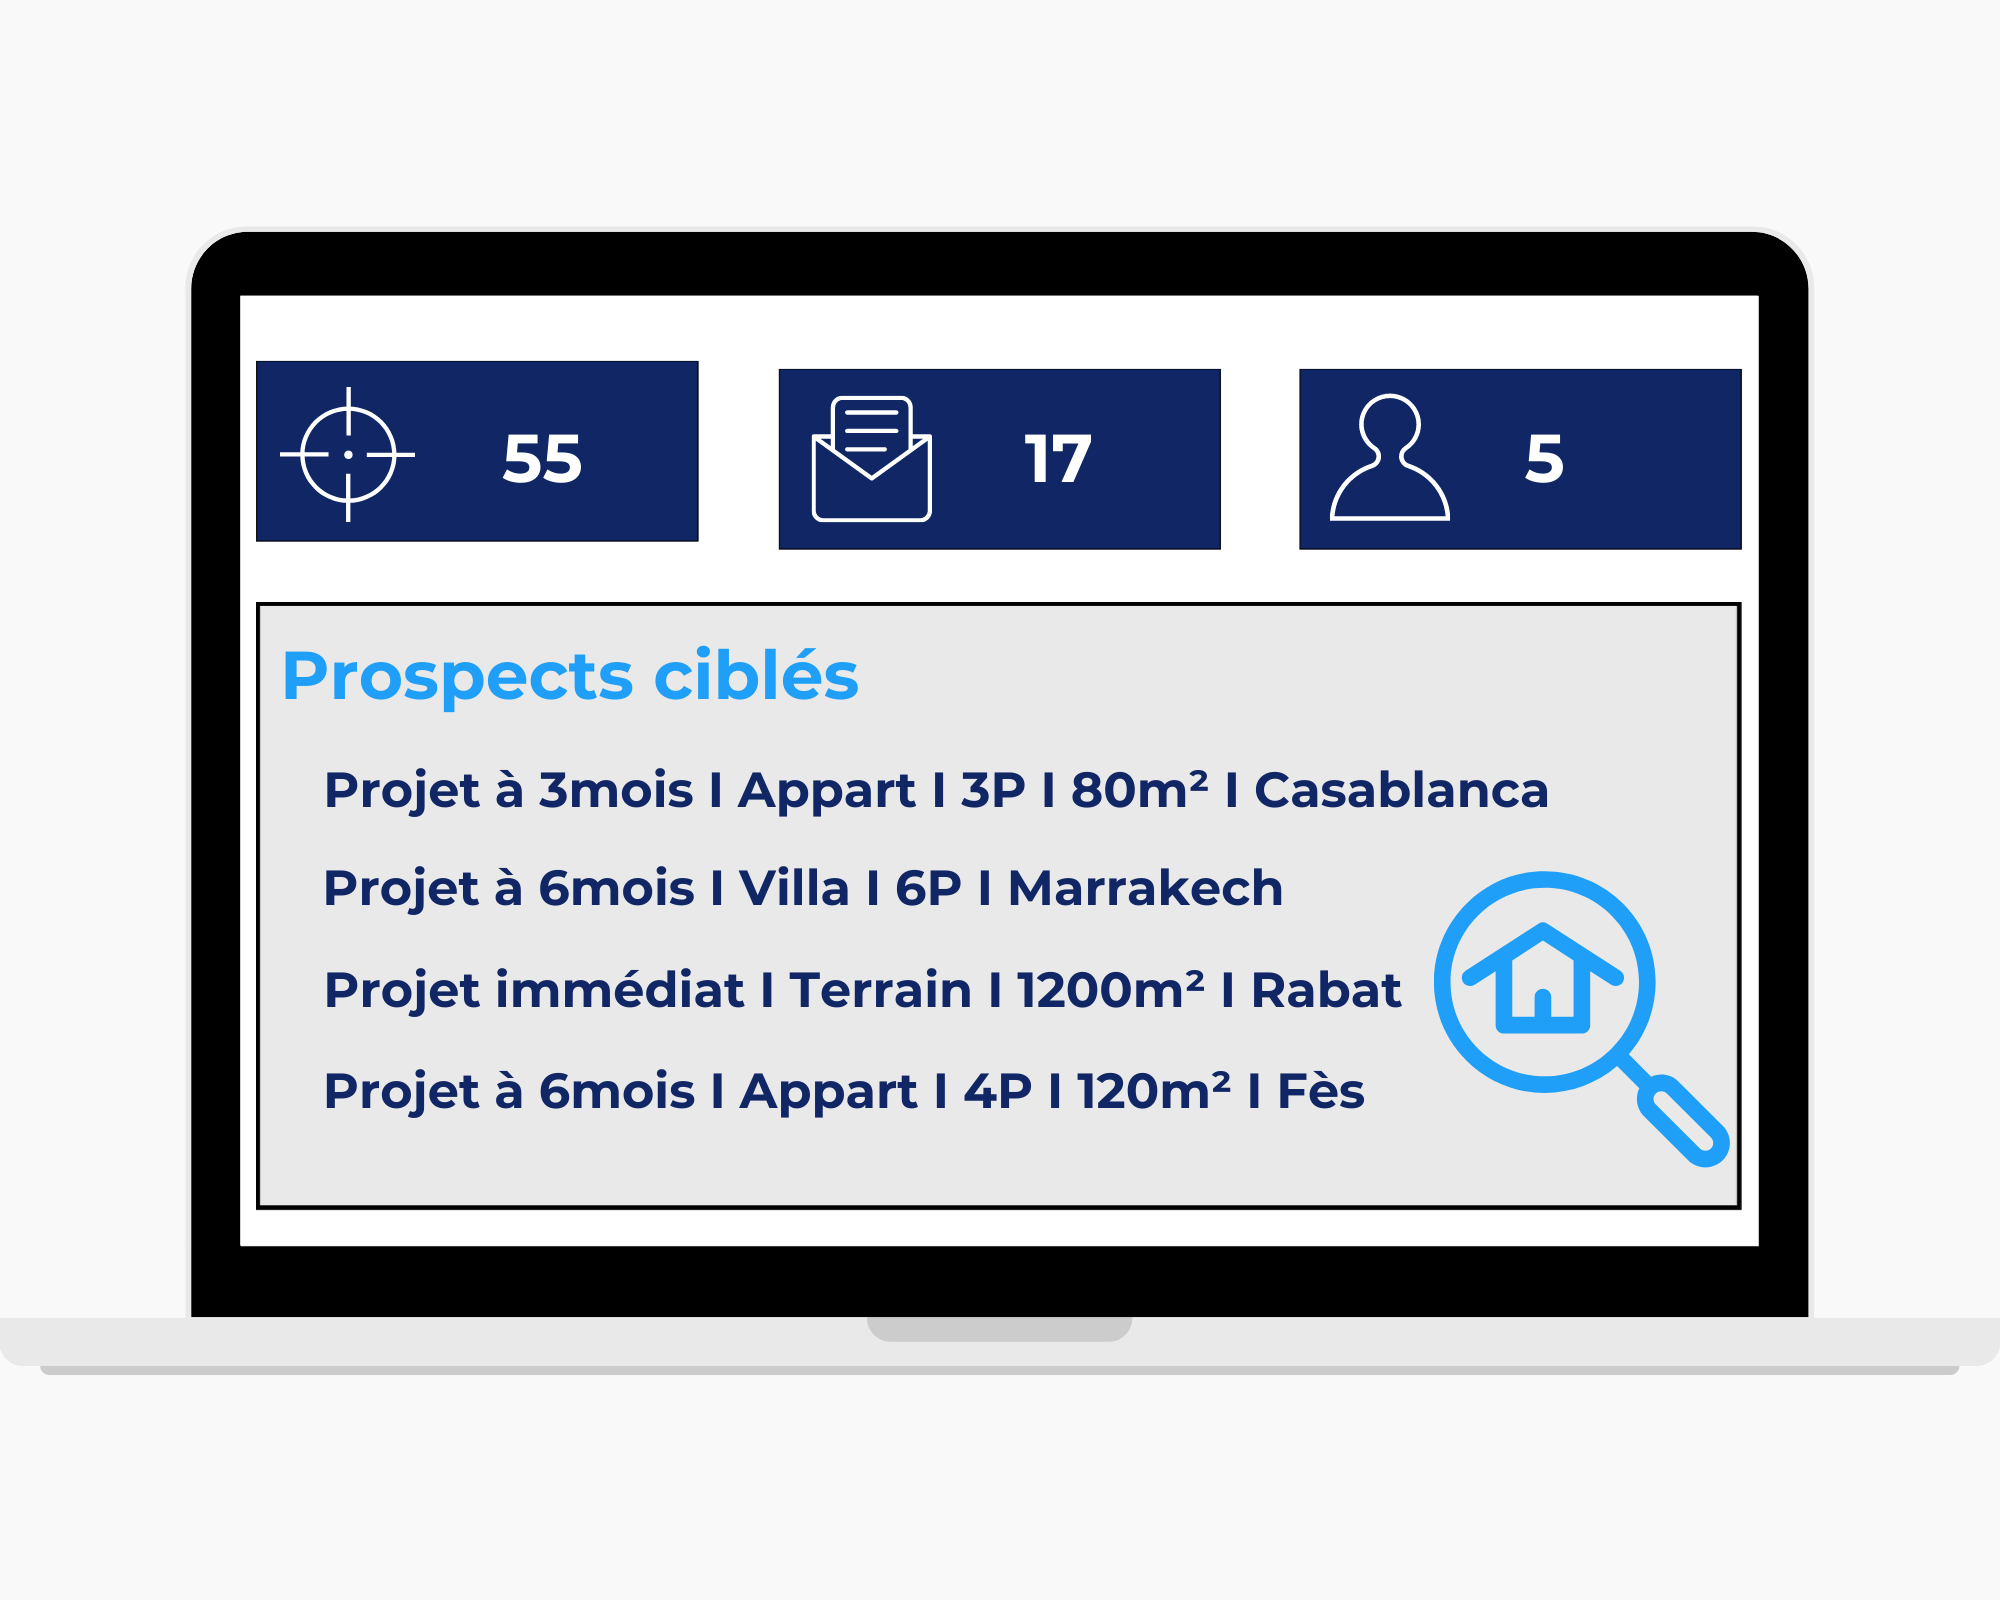 55
17
5
Prospects ciblés
Projet à 3mois I Appart I 3P I 80m² I Casablanca
Projet à 6mois I Villa I 6P I Marrakech
Projet immédiat I Terrain I 1200m² I Rabat
Projet à 6mois I Appart I 4P I 120m² I Fès